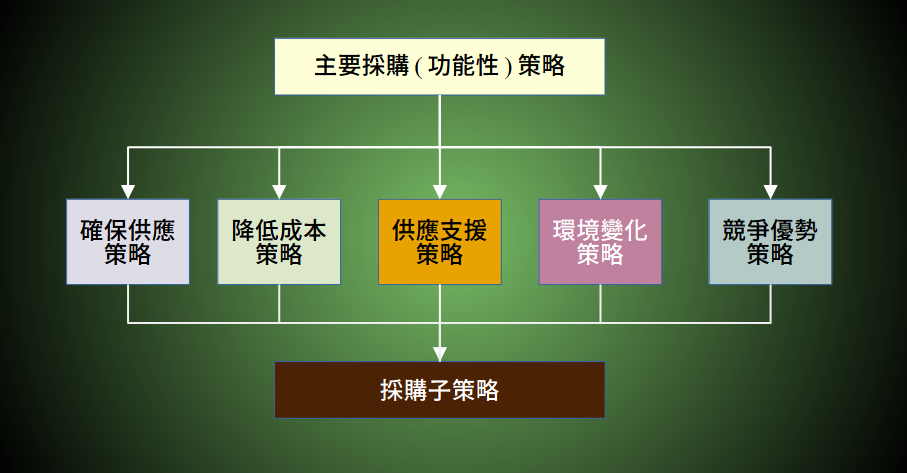 主要採購(功能性)策略
確保供應
策略
降低成本
策略
供應支援
策略
環境變化
策略
競爭優勢
策略
採購子策略